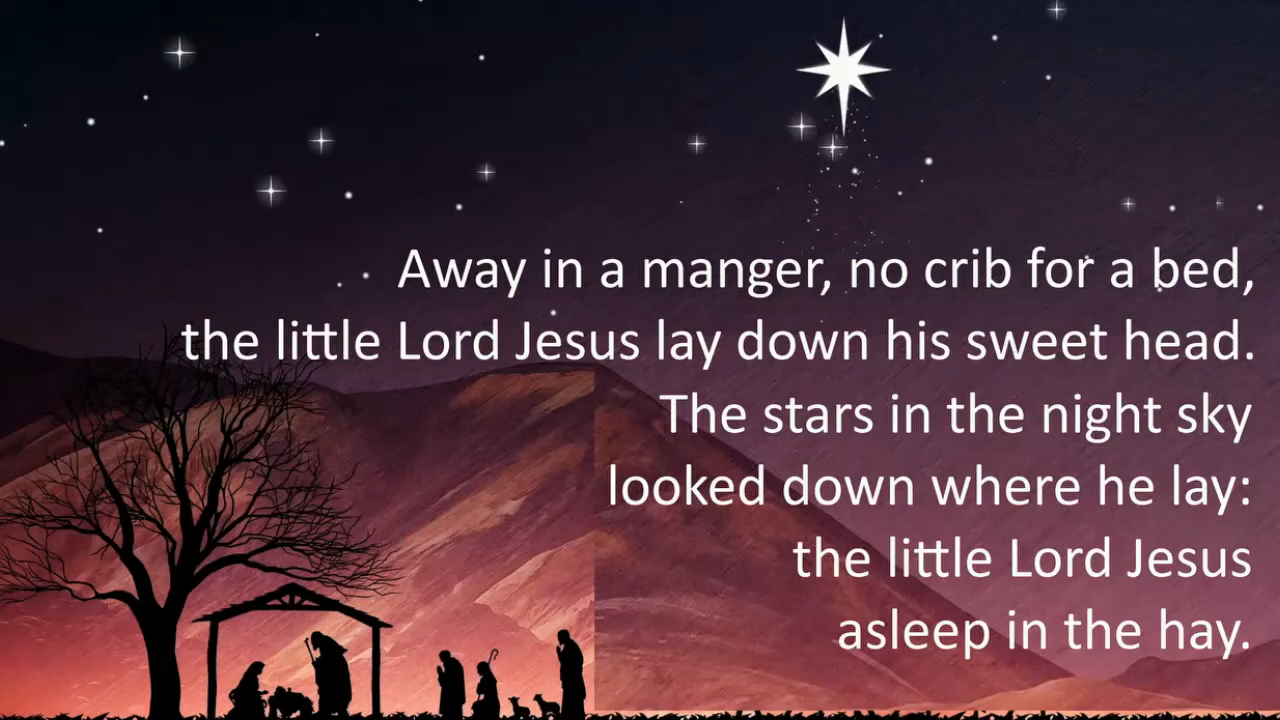 Away in a manger, no crib for a bed,
the little Lord Jesus lay down his sweet head.
The stars in the night sky
looked down where he lay:
the little Lord Jesus
asleep in the hay.